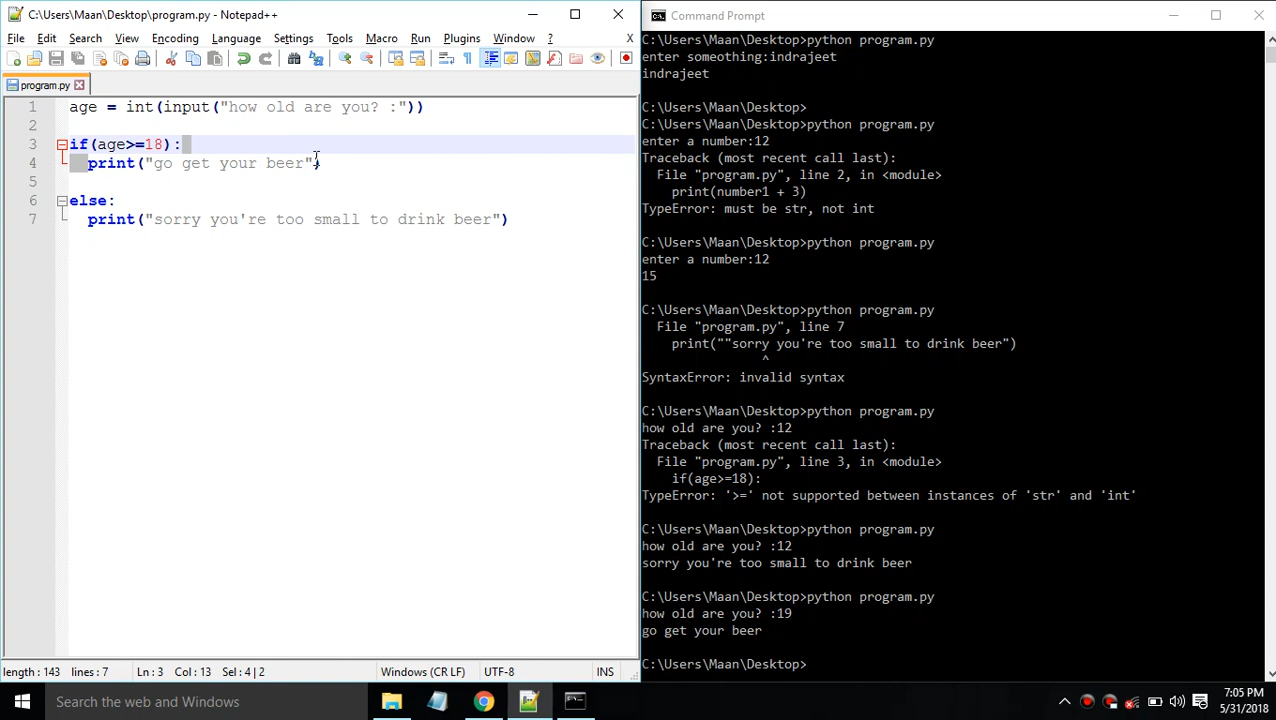 C:\Users\Maan\Desktop\program.py - Notepad++
File Edit Search View Encoding Language Settings Tools Macro Run Plugins Window ? X
program.py
1 age = int(input("how old are you? :"))
2
3 if(age>=18):
4 print("go get your beer")
5
6 else:
7 print("sorry you're too small to drink beer")
length : 143 lines : 7 Ln : 3 Col : 13 Sel : 4 | 2 Windows (CR LF) UTF-8 INS
Command Prompt
C:\Users\Maan\Desktop>python program.py
enter someothing:indrajeet
indrajeet
C:\Users\Maan\Desktop>
C:\Users\Maan\Desktop>python program.py
enter a number:12
Traceback (most recent call last):
File "program.py", line 2, in <module>
print(number1 + 3)
TypeError: must be str, not int
C:\Users\Maan\Desktop>python program.py
enter a number:12
15
C:\Users\Maan\Desktop>python program.py
File "program.py", line 7
print(""sorry you're too small to drink beer")
^
SyntaxError: invalid syntax
C:\Users\Maan\Desktop>python program.py
how old are you? :12
Traceback (most recent call last):
File "program.py", line 3, in <module>
if(age>=18):
TypeError: '>=' not supported between instances of 'str' and 'int'
C:\Users\Maan\Desktop>python program.py
how old are you? :12
sorry you're too small to drink beer
C:\Users\Maan\Desktop>python program.py
how old are you? :19
go get your beer
C:\Users\Maan\Desktop>
Search the web and Windows
7:05 PM
5/31/2018